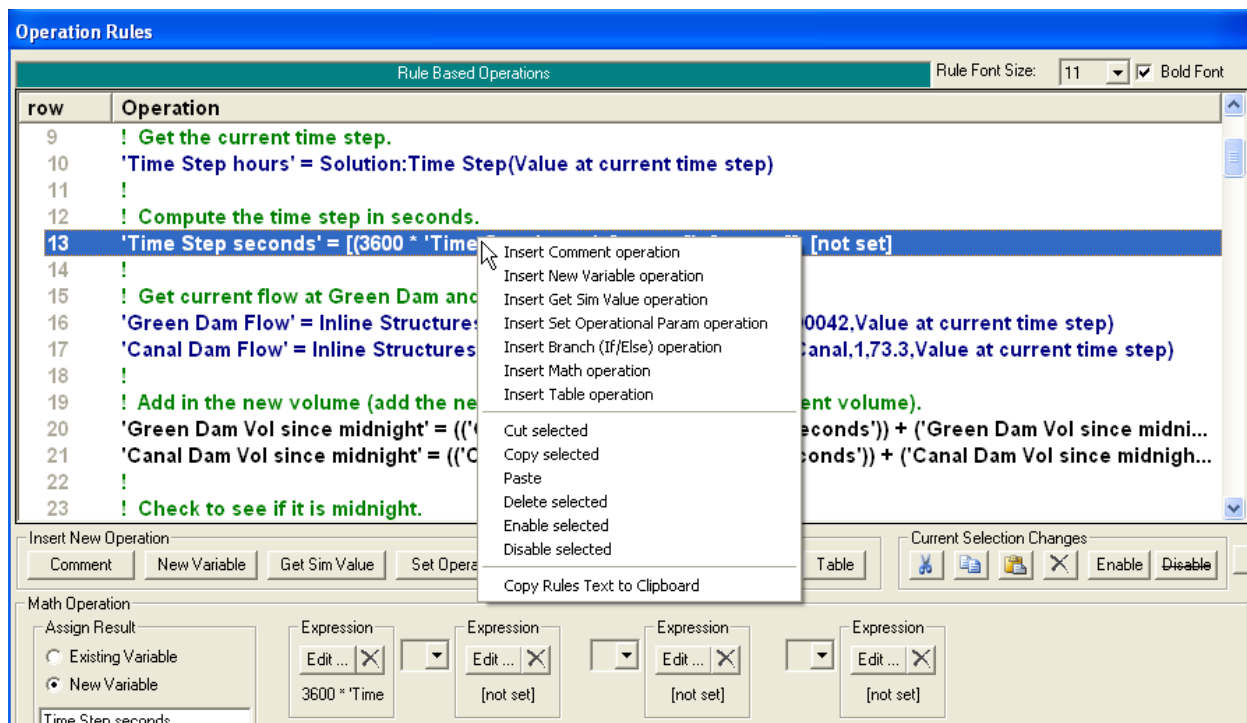 Operation Rules
Rule Based Operations Rule Font Size: 11 Bold Font
row Operation
9 ! Get the current time step.
10 'Time Step hours' = Solution:Time Step(Value at current time step)
11 !
12 ! Compute the time step in seconds.
13 'Time Step seconds' = [(3600 * 'Time [not set]
14 !
15 ! Get current flow at Green Dam and
16 'Green Dam Flow' = Inline Structures 0042,Value at current time step)
17 'Canal Dam Flow' = Inline Structures Canal,1,73.3,Value at current time step)
18 !
19 ! Add in the new volume (add the ne ent volume).
20 'Green Dam Vol since midnight' = ((' econds')) + ('Green Dam Vol since midni...
21 'Canal Dam Vol since midnight' = (('C onds')) + ('Canal Dam Vol since midnigh...
22 !
23 ! Check to see if it is midnight.
Insert Comment operation
Insert New Variable operation
Insert Get Sim Value operation
Insert Set Operational Param operation
Insert Branch (If/Else) operation
Insert Math operation
Insert Table operation
Cut selected
Copy selected
Paste
Delete selected
Enable selected
Disable selected
Copy Rules Text to Clipboard
Insert New Operation Current Selection Changes
Comment New Variable Get Sim Value Set Opera Table Enable Disable
Math Operation
Assign Result Expression Expression Expression Expression
Existing Variable Edit ... Edit ... Edit ... Edit ...
New Variable 3600 * 'Time [not set] [not set] [not set]
Time Step seconds